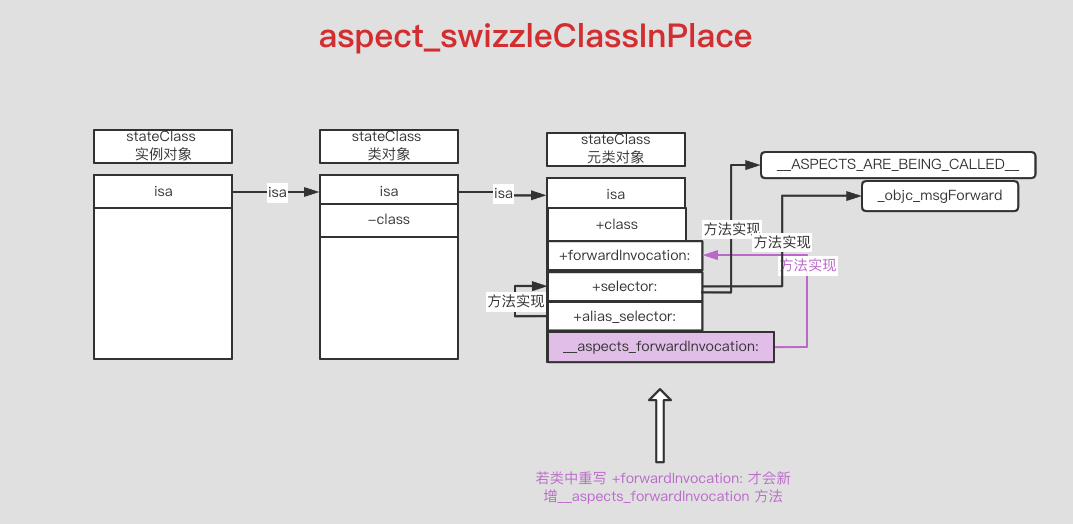 aspect_swizzleClassInPlace
stateClass
实例对象
stateClass
类对象
stateClass
元类对象
__ASPECTS_ARE_BEING_CALLED__
_objc_msgForward
isa
isa
isa
isa
isa
-class
+class
方法实现
方法实现
+forwardInvocation:
方法实现
+selector:
方法实现
+alias_selector:
__aspects_forwardInvocation:
若类中重写 +forwardInvocation: 才会新
增__aspects_forwardInvocation 方法